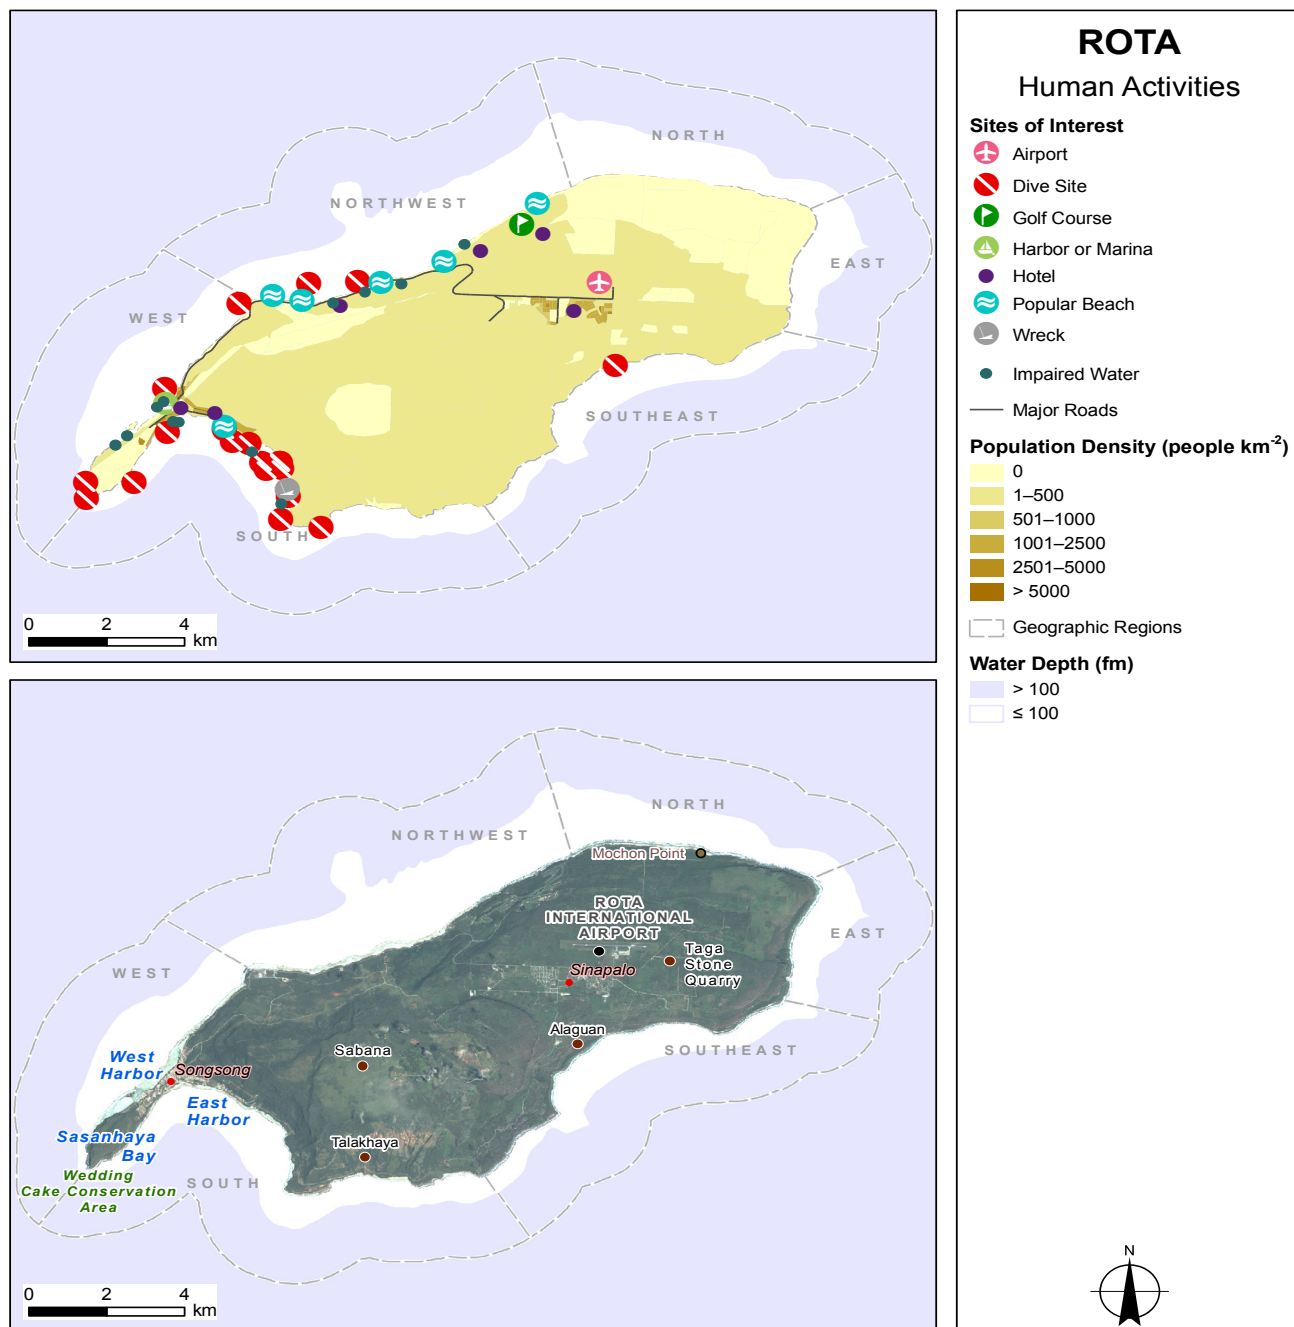 NORTH
NORTHWEST
EAST
WEST
SOUTHEAST
SOUTH
0 2 4
km
NORTH
NORTHWEST
Mochon Point
ROTA
INTERNATIONAL
AIRPORT
EAST
Taga
Stone
Quarry
Sinapalo
WEST
Alaguan
SOUTHEAST
Sabana
West
Harbor
Songsong
East
Harbor
Sasanhaya
Bay
Talakhaya
Wedding
Cake Conservation
Area
SOUTH
0 2 4
km
ROTA
Human Activities
Sites of Interest
Airport
Dive Site
Golf Course
Harbor or Marina
Hotel
Popular Beach
Wreck
Impaired Water
Major Roads
Population Density (people km⁻²)
0
1–500
501–1000
1001–2500
2501–5000
> 5000
Geographic Regions
Water Depth (fm)
> 100
≤ 100
N